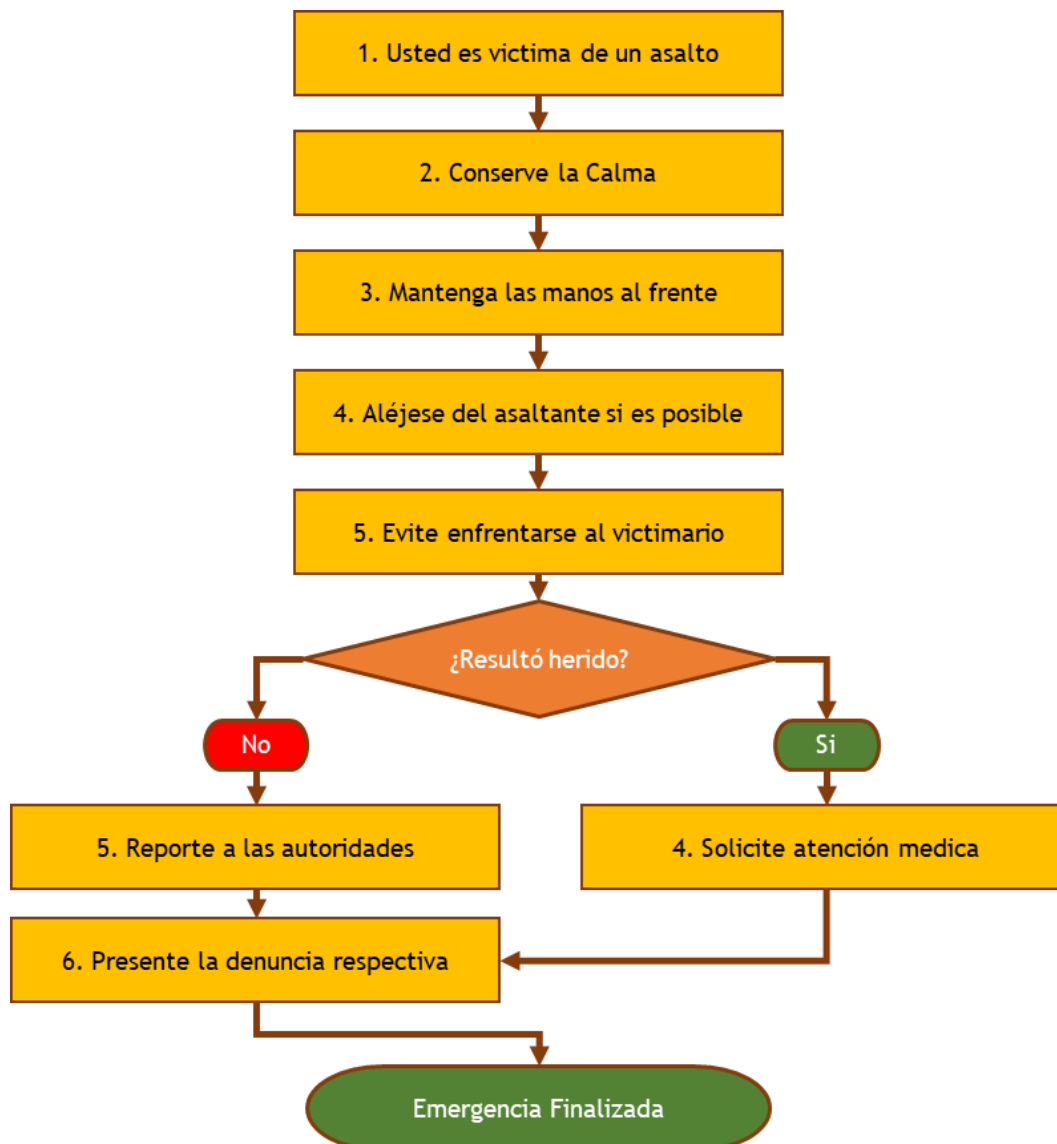 1. Usted es victima de un asalto
2. Conserve la Calma
3. Mantenga las manos al frente
4. Aléjese del asaltante si es posible
5. Evite enfrentarse al victimario
¿Resultó herido?
No
Si
5. Reporte a las autoridades
4. Solicite atención medica
6. Presente la denuncia respectiva
Emergencia Finalizada